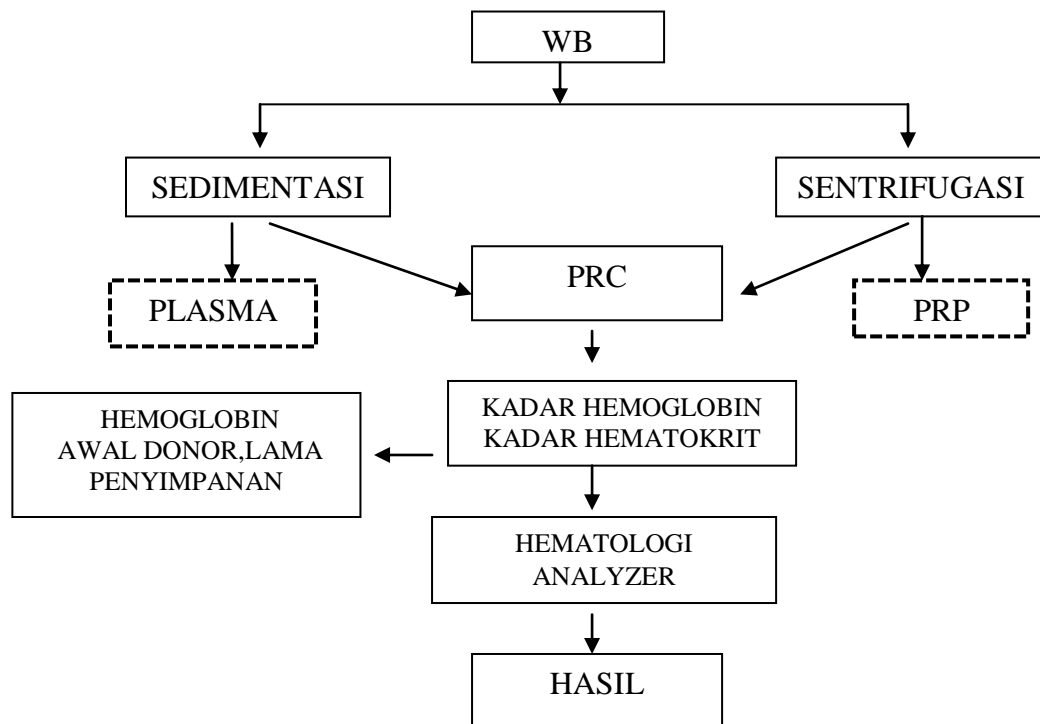 WB
SEDIMENTASI
SENTRIFUGASI
PRC
PLASMA
PRP
KADAR HEMOGLOBIN
KADAR HEMATOKRIT
HEMOGLOBIN
AWAL DONOR,LAMA
PENYIMPANAN
HEMATOLOGI
ANALYZER
HASIL